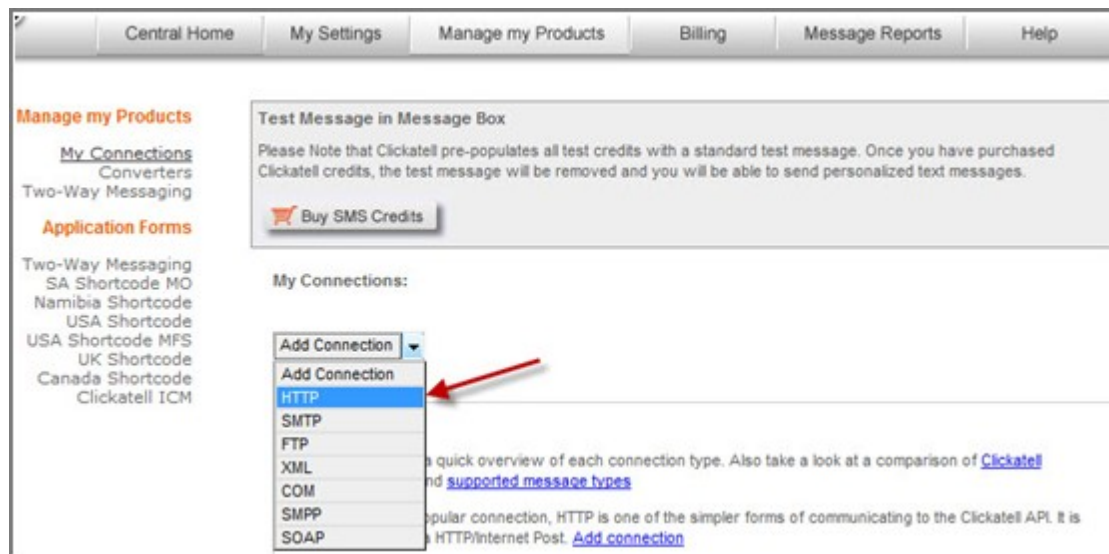 Central Home
My Settings
Manage my Products
Billing
Message Reports
Help
Manage my Products
My Connections
Converters
Two-Way Messaging
Application Forms
Two-Way Messaging
SA Shortcode MO
Namibia Shortcode
USA Shortcode
USA Shortcode MFS
UK Shortcode
Canada Shortcode
Clickatell ICM
Test Message in Message Box
Please Note that Clickatell pre-populates all test credits with a standard test message. Once you have purchased
Clickatell credits, the test message will be removed and you will be able to send personalized text messages.
Buy SMS Credits
My Connections:
Add Connection
Add Connection
HTTP
SMTP
FTP
XML
COM
SMPP
SOAP
a quick overview of each connection type. Also take a look at a comparison of Clickatell
nd supported message types
opular connection, HTTP is one of the simpler forms of communicating to the Clickatell API. It is
HTTP/Internet Post. Add connection